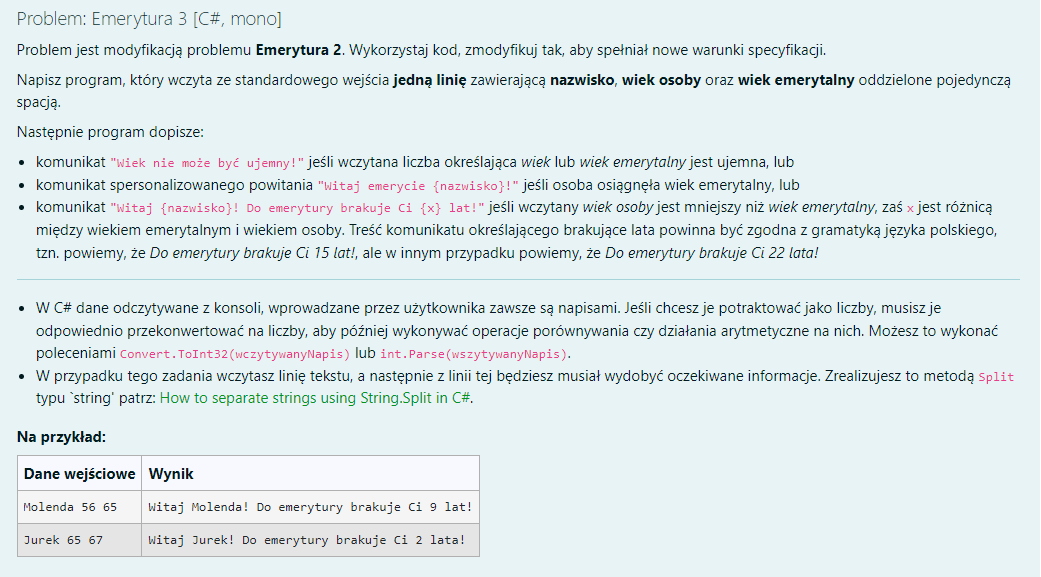 Problem: Emerytura 3 [C#, mono]
Problem jest modyfikacją problemu Emerytura 2. Wykorzystaj kod, zmodyfikuj tak, aby spełniał nowe warunki specyfikacji.
Napisz program, który wczyta ze standardowego wejścia jedną linię zawierającą nazwisko, wiek osoby oraz wiek emerytalny oddzielone pojedynczą
spacją.
Następnie program dopisze:
• komunikat "Wiek nie może być ujemny!" jeśli wczytana liczba określająca wiek lub wiek emerytalny jest ujemna, lub
• komunikat spersonalizowanego powitania "Witaj emerycie {nazwisko}!" jeśli osoba osiągnęła wiek emerytalny, lub
• komunikat "Witaj {nazwisko}! Do emerytury brakuje Ci {x} lat!" jeśli wczytany wiek osoby jest mniejszy niż wiek emerytalny, zaś x jest różnicą
między wiekiem emerytalnym i wiekiem osoby. Treść komunikatu określającego brakujące lata powinna być zgodna z gramatyką języka polskiego,
tzn. powiemy, że Do emerytury brakuje Ci 15 lat!, ale w innym przypadku powiemy, że Do emerytury brakuje Ci 22 lata!
• W C# dane odczytywane z konsoli, wprowadzane przez użytkownika zawsze są napisami. Jeśli chcesz je potraktować jako liczby, musisz je
odpowiednio przekonwertować na liczby, aby później wykonywać operacje porównywania czy działania arytmetyczne na nich. Możesz to wykonać
poleceniami Convert.ToInt32(wczytywanyNapis) lub int.Parse(wszytywanyNapis).
• W przypadku tego zadania wczytasz linię tekstu, a następnie z linii tej będziesz musiał wydobyć oczekiwane informacje. Zrealizujesz to metodą Split
typu `string' patrz: How to separate strings using String.Split in C#.
Na przykład:
Dane wejściowe Wynik
Molenda 56 65 Witaj Molenda! Do emerytury brakuje Ci 9 lat!
Jurek 65 67 Witaj Jurek! Do emerytury brakuje Ci 2 lata!